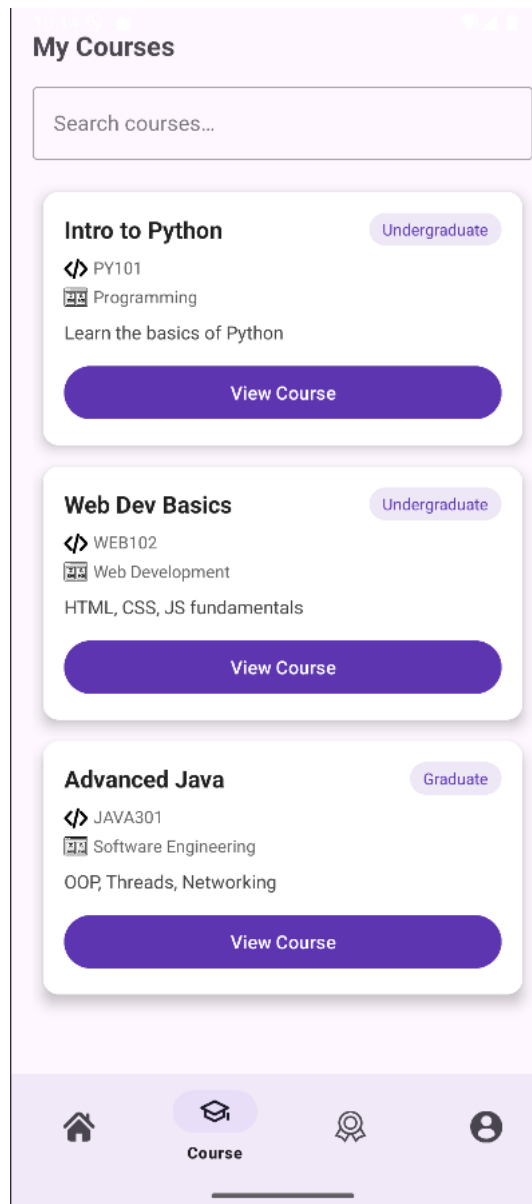 My Courses
Search courses...
Intro to Python
Undergraduate
PY101
Programming
Learn the basics of Python
View Course
Web Dev Basics
Undergraduate
WEB102
Web Development
HTML, CSS, JS fundamentals
View Course
Advanced Java
Graduate
JAVA301
Software Engineering
OOP, Threads, Networking
View Course
Course